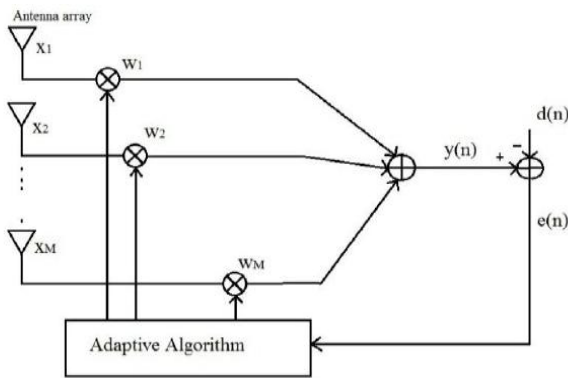 Antenna array
X1
W1
X2
W2
d(n)
y(n)
+
-
e(n)
XM
WM
Adaptive Algorithm